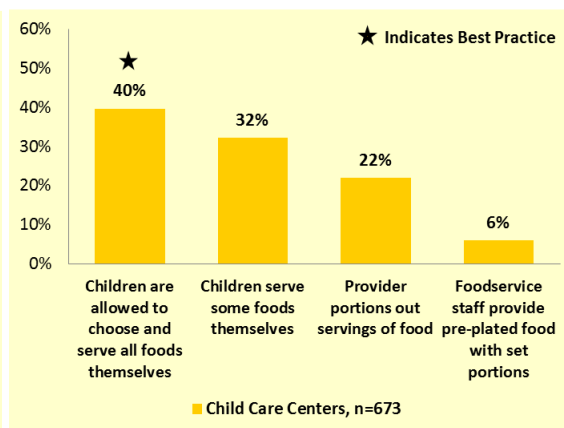 60%
★ Indicates Best Practice
50%
40%
40%
32%
30%
22%
20%
10%
6%
0%
Children are
allowed to
choose and
serve all foods
themselves
Children serve
some foods
themselves
Provider
portions out
servings of food
Foodservice
staff provide
pre-plated food
with set
portions
Child Care Centers, n=673